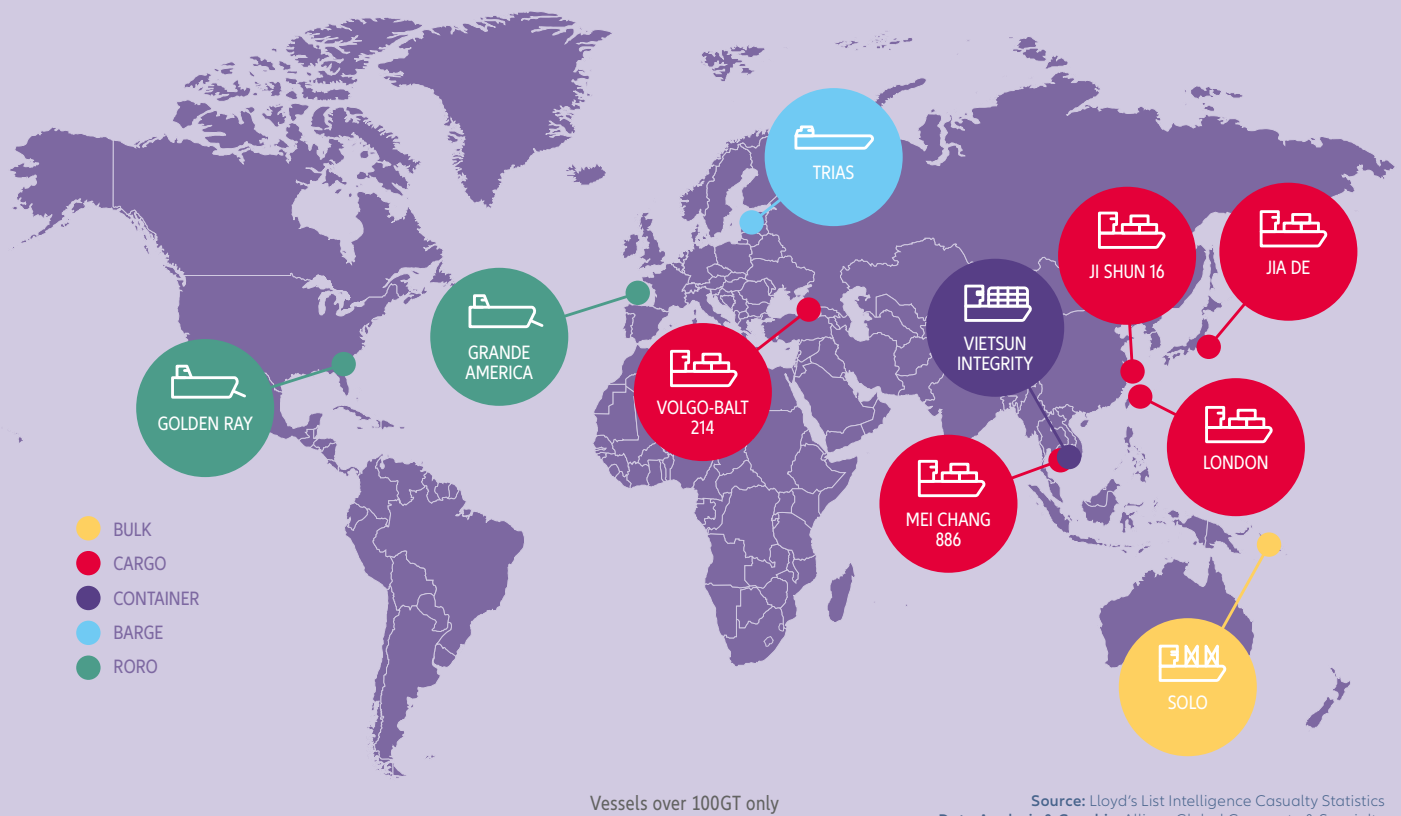 TRIAS
JI SHUN 16
JIA DE
GRANDE
AMERICA
VIETSUN
INTEGRITY
GOLDEN RAY
VOLGO-BALT
214
LONDON
MEI CHANG
886
SOLO
BULK
CARGO
CONTAINER
BARGE
RORO
Vessels over 100GT only
Source: Lloyd's List Intelligence Casualty Statistics